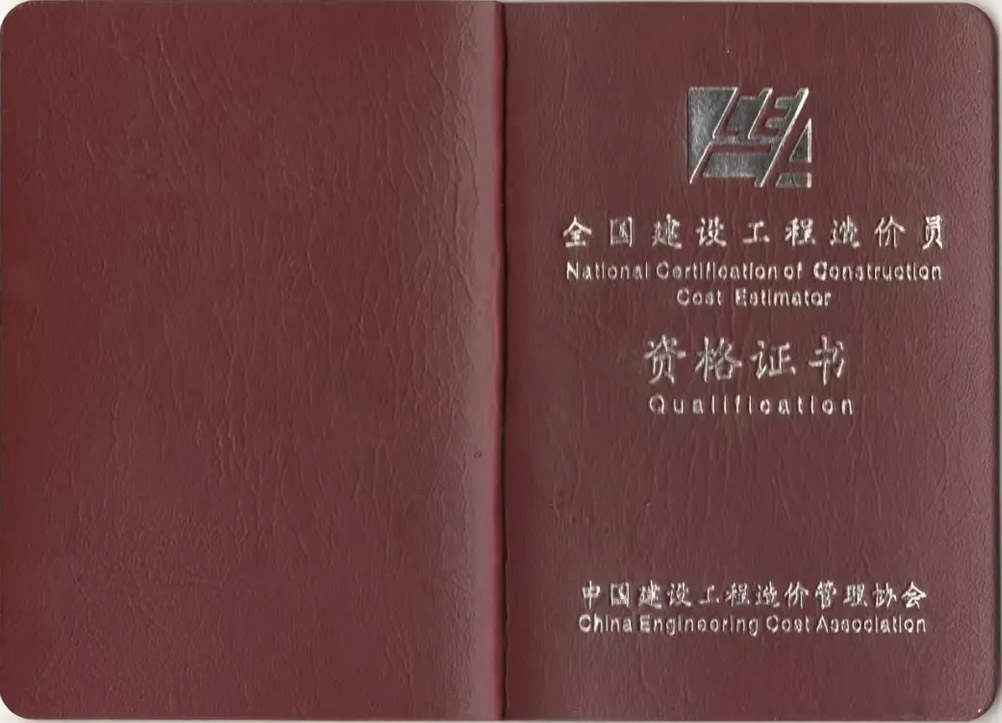 CEA
全国建设工程造价员
National Certification of Construction
Cost Estimator
资格证书
Qualification
中国建设工程造价管理协会
China Engineering Cost Association